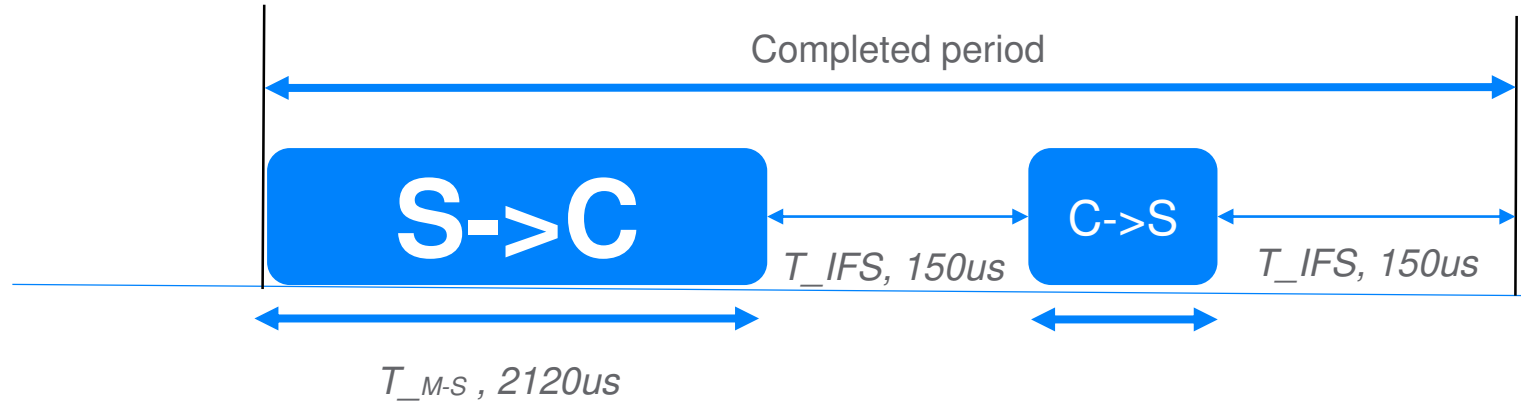 Completed period
S->C
C->S
T_IFS, 150us
T_IFS, 150us
T_M-S , 2120us